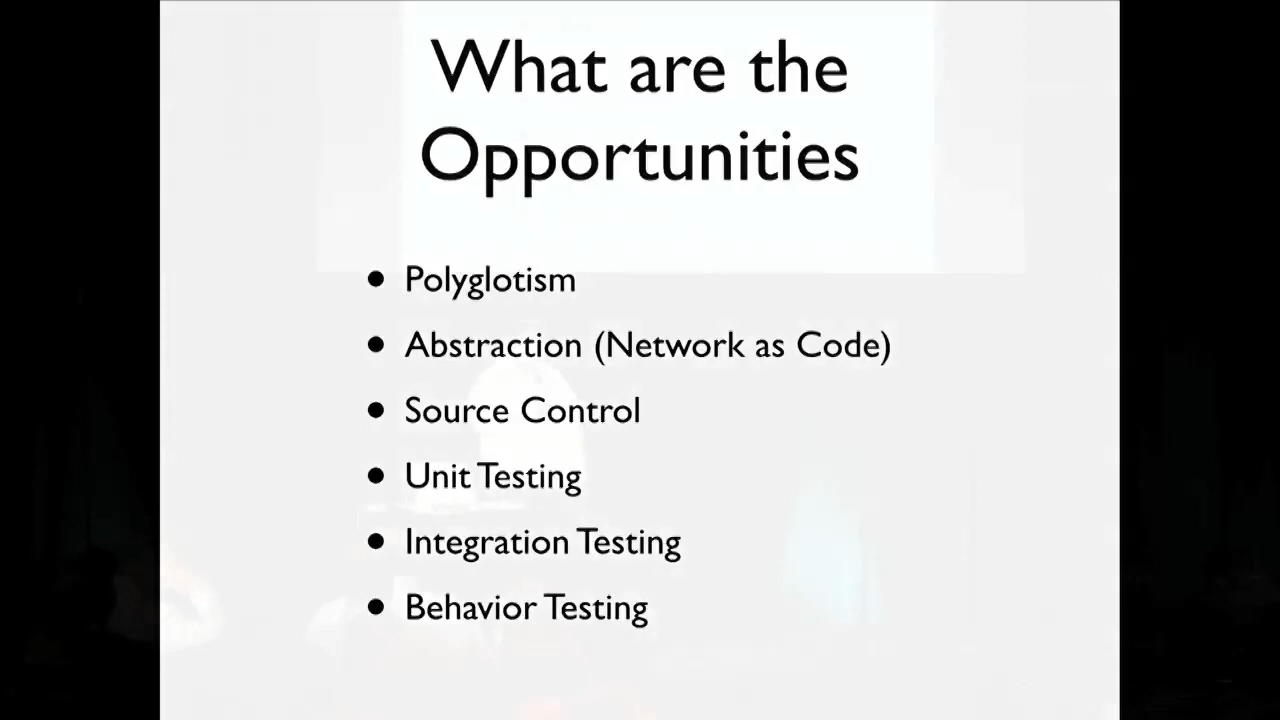 What are the
Opportunities
• Polyglotism
• Abstraction (Network as Code)
• Source Control
• Unit Testing
• Integration Testing
• Behavior Testing